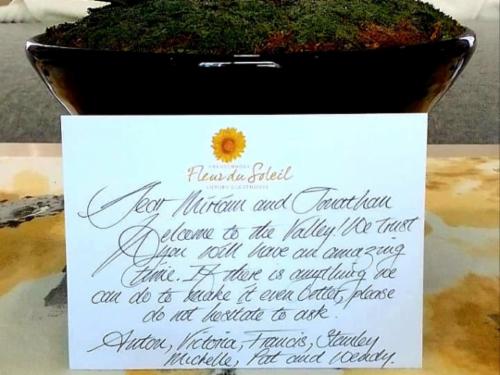 FRANSCHHOEK
Fleur du Soleil
LUXURY GUESTHOUSE
Dear Miriam and Jonathan
Welcome to the Valley! We Trust
you will have an amazing
time. If there is anything we
can do to make it even better, please
do not hesitate to ask.
Anton, Victoria, Francis, Stanley
Michelle, Pat and Wendy.